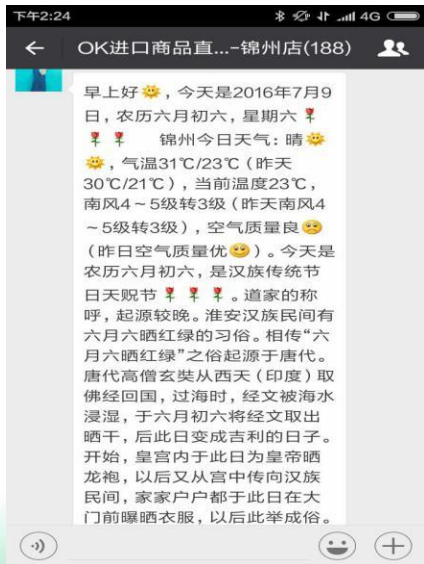 下午2:24 4G
OK进口商品直...-锦州店(188)
早上好，今天是2016年7月9
日，农历六月初六，星期六
锦州今日天气：晴
，气温31℃/23℃（昨天
30℃/21℃），当前温度23℃，
南风4～5级转3级（昨天南风4
～5级转3级），空气质量良
（昨日空气质量优）。今天是
农历六月初六，是汉族传统节
日天贶节。道家的称
呼，起源较晚。淮安汉族民间有
六月六晒红绿的习俗。相传“六
月六晒红绿”之俗起源于唐代。
唐代高僧玄奘从西天（印度）取
佛经回国，过海时，经文被海水
浸湿，于六月初六将经文取出
晒干，后此日变成吉利的日子。
开始，皇宫内于此日为皇帝晒
龙袍，以后又从宫中传向汉族
民间，家家户户都于此日在大
门前曝晒衣服，以后此举成俗。